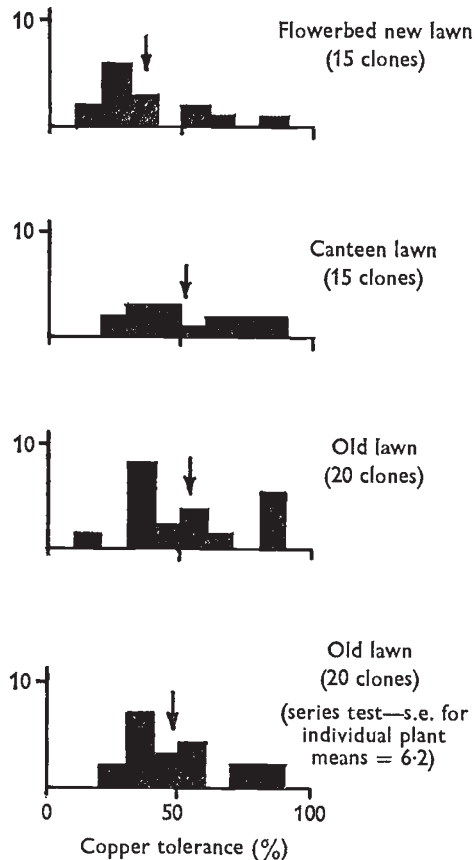 10
Flowerbed new lawn
(15 clones)
10
Canteen lawn
(15 clones)
10
Old lawn
(20 clones)
10
Old lawn
(20 clones)
(series test—s.e. for
individual plant
means = 6·2)
0 50 100
Copper tolerance (%)